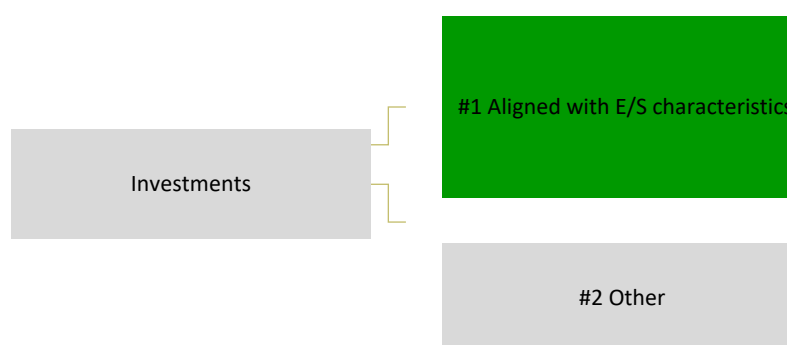 #1 Aligned with E/S characteristics
Investments
#2 Other